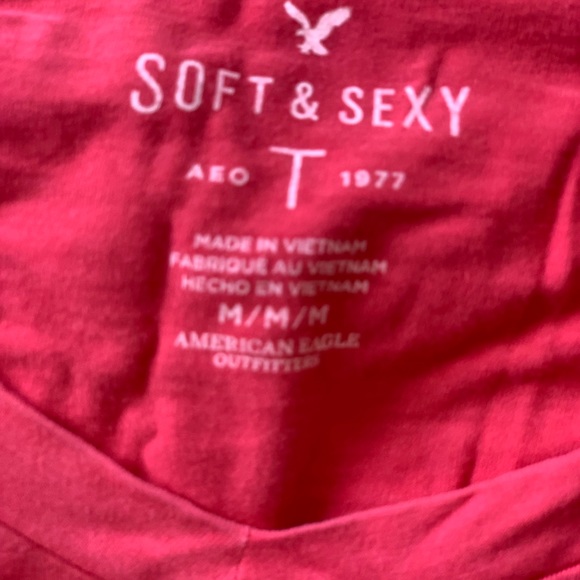 SOFT & SEXY
AEO T 1977
MADE IN VIETNAM
FABRIQUÉ AU VIETNAM
HECHO EN VIETNAM
M/M/M
AMERICAN EAGLE
OUTFITTERS